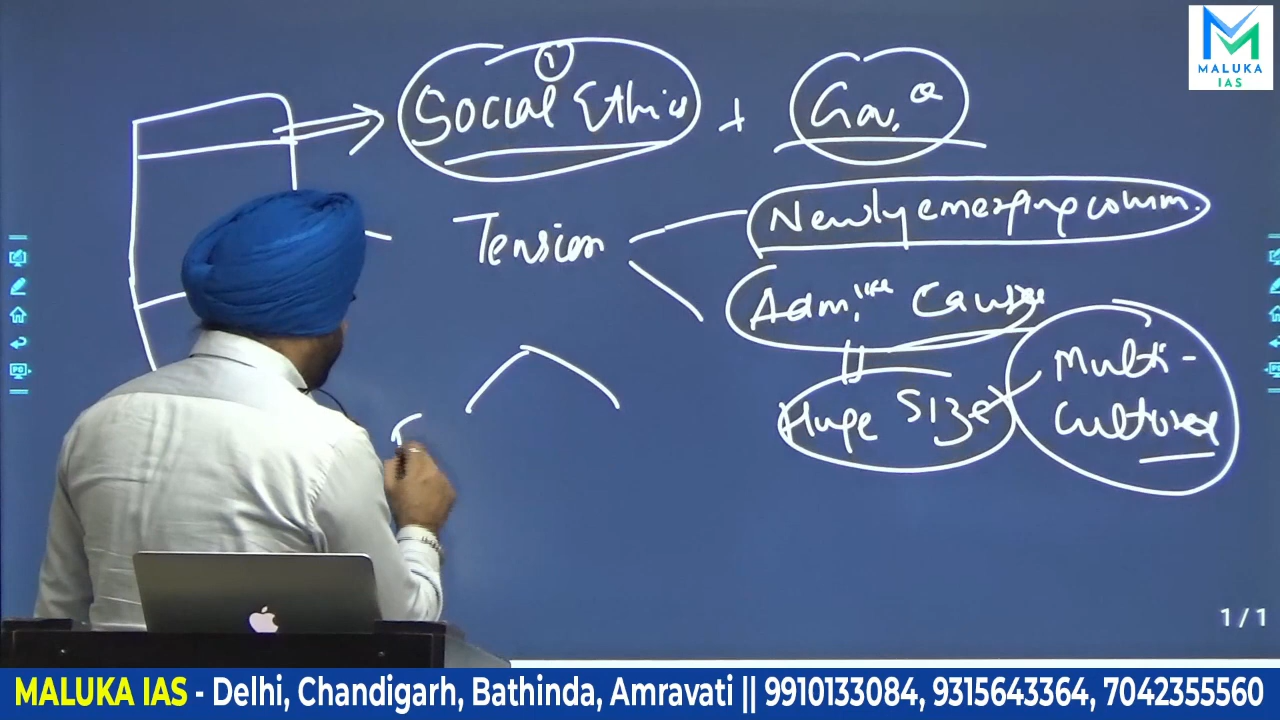 MALUKA
IAS
①
Social Ethics + Gov.
Tension
Newly emerging comm.
Adm. Causes
Huge Size
Multi-
Cultural
PG
1/1
MALUKA IAS - Delhi, Chandigarh, Bathinda, Amravati || 9910133084, 9315643364, 7042355560